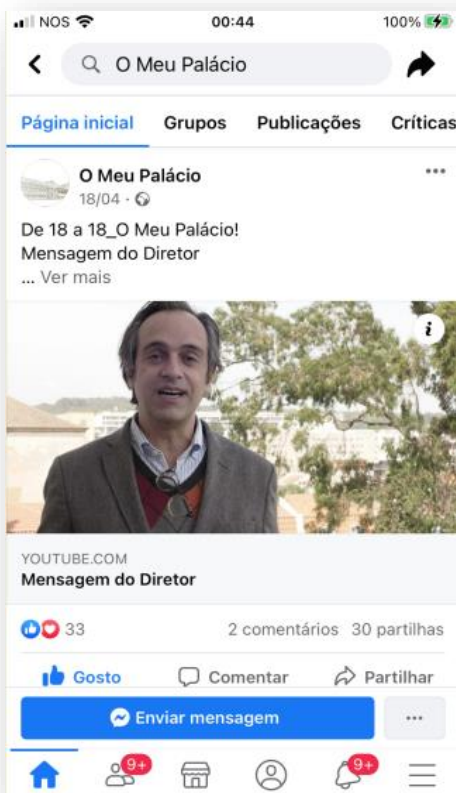 NOS 00:44 100%
O Meu Palácio
Página inicial Grupos Publicações Críticas
O Meu Palácio
18/04 ·
De 18 a 18_O Meu Palácio!
Mensagem do Diretor
... Ver mais
i
YOUTUBE.COM
Mensagem do Diretor
33 2 comentários 30 partilhas
Gosto Comentar Partilhar
Enviar mensagem ...
9+ 9+